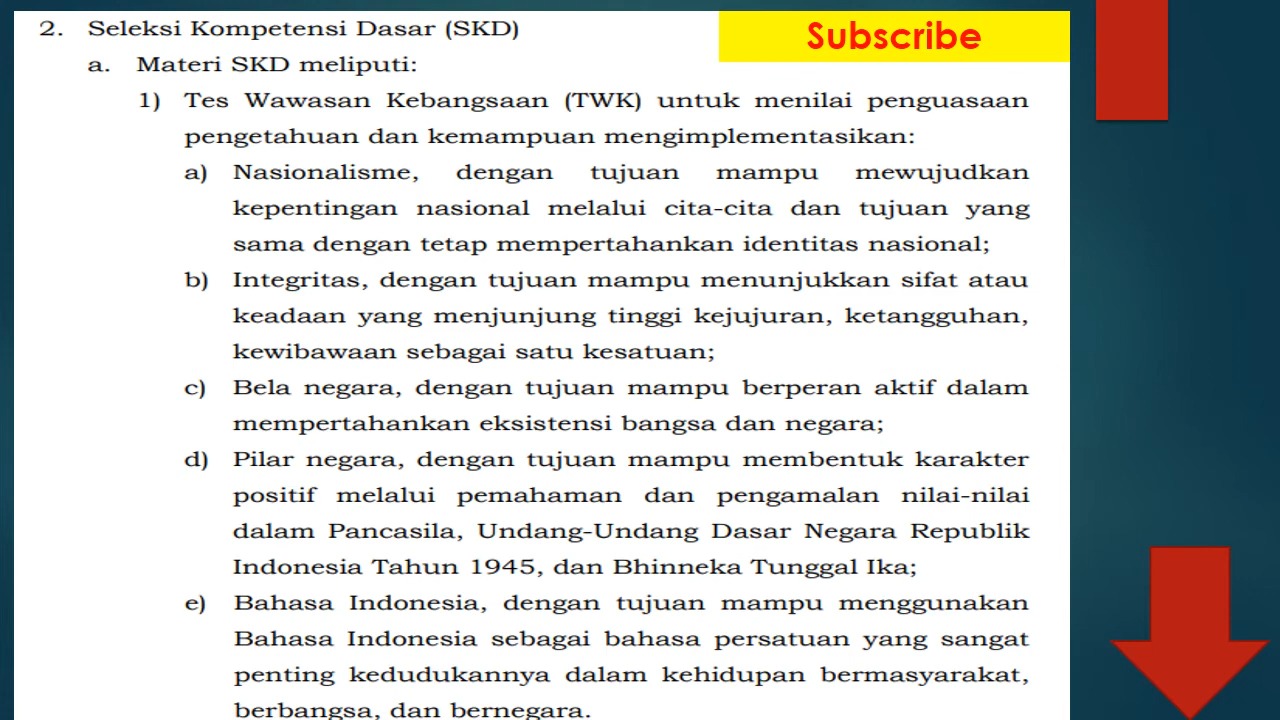 2. Seleksi Kompetensi Dasar (SKD)
Subscribe
a. Materi SKD meliputi:
1) Tes Wawasan Kebangsaan (TWK) untuk menilai penguasaan
pengetahuan dan kemampuan mengimplementasikan:
a) Nasionalisme, dengan tujuan mampu mewujudkan
kepentingan nasional melalui cita-cita dan tujuan yang
sama dengan tetap mempertahankan identitas nasional;
b) Integritas, dengan tujuan mampu menunjukkan sifat atau
keadaan yang menjunjung tinggi kejujuran, ketangguhan,
kewibawaan sebagai satu kesatuan;
c) Bela negara, dengan tujuan mampu berperan aktif dalam
mempertahankan eksistensi bangsa dan negara;
d) Pilar negara, dengan tujuan mampu membentuk karakter
positif melalui pemahaman dan pengamalan nilai-nilai
dalam Pancasila, Undang-Undang Dasar Negara Republik
Indonesia Tahun 1945, dan Bhinneka Tunggal Ika;
e) Bahasa Indonesia, dengan tujuan mampu menggunakan
Bahasa Indonesia sebagai bahasa persatuan yang sangat
penting kedudukannya dalam kehidupan bermasyarakat,
berbangsa, dan bernegara.